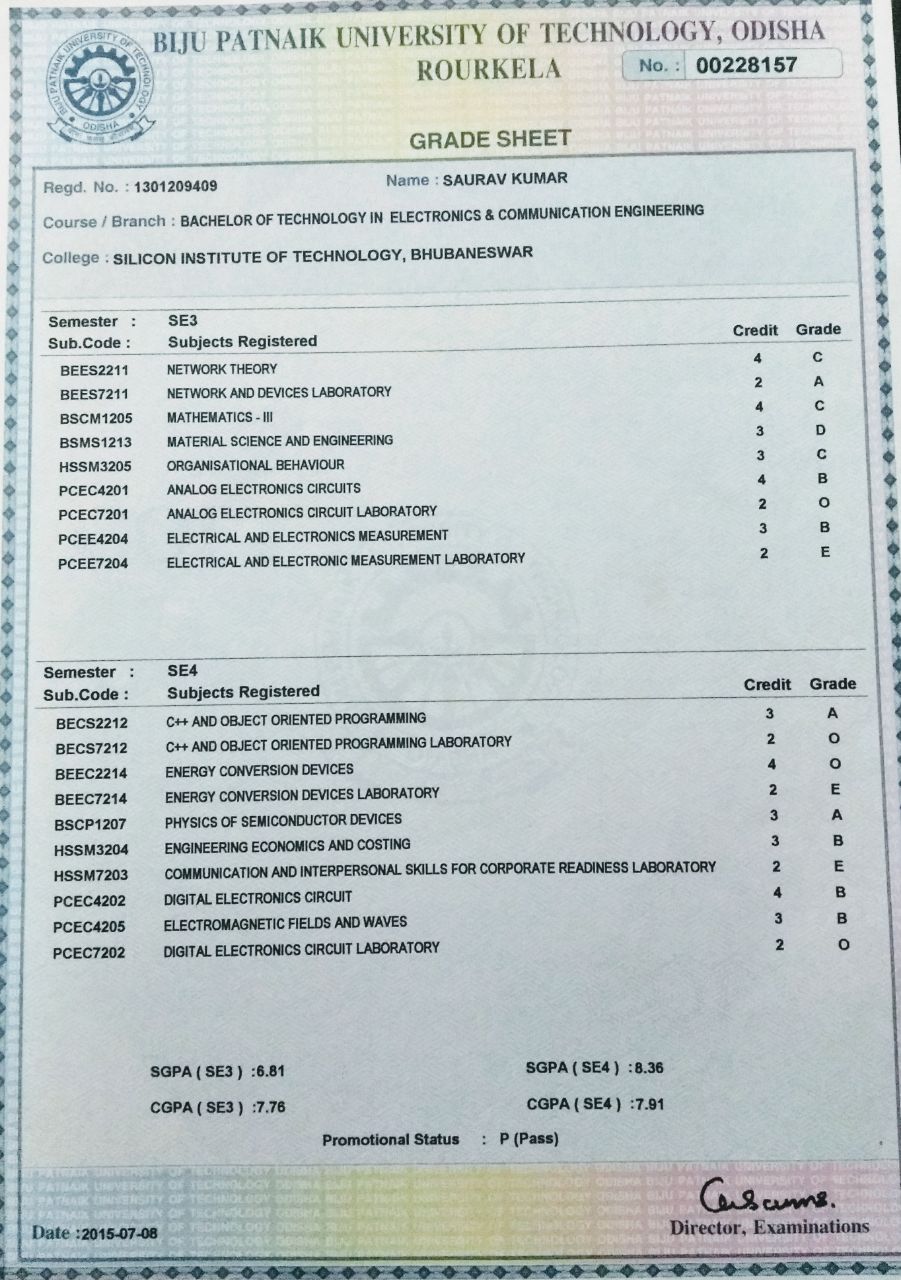 BIJU PATNAIK UNIVERSITY OF TECHNOLOGY, ODISHA
ROURKELA
No. : 00228157
BIJU PATNAIK UNIVERSITY OF TECHNOLOGY
ODISHA
GRADE SHEET
Regd. No. : 1301209409 Name : SAURAV KUMAR
Course / Branch : BACHELOR OF TECHNOLOGY IN ELECTRONICS & COMMUNICATION ENGINEERING
College : SILICON INSTITUTE OF TECHNOLOGY, BHUBANESWAR
Semester : SE3
Sub.Code : Subjects Registered Credit Grade
BEES2211 NETWORK THEORY 4 C
BEES7211 NETWORK AND DEVICES LABORATORY 2 A
BSCM1205 MATHEMATICS - III 4 C
BSMS1213 MATERIAL SCIENCE AND ENGINEERING 3 D
HSSM3205 ORGANISATIONAL BEHAVIOUR 3 C
PCEC4201 ANALOG ELECTRONICS CIRCUITS 4 B
PCEC7201 ANALOG ELECTRONICS CIRCUIT LABORATORY 2 O
PCEE4204 ELECTRICAL AND ELECTRONICS MEASUREMENT 3 B
PCEE7204 ELECTRICAL AND ELECTRONIC MEASUREMENT LABORATORY 2 E
Semester : SE4
Sub.Code : Subjects Registered Credit Grade
BECS2212 C++ AND OBJECT ORIENTED PROGRAMMING 3 A
BECS7212 C++ AND OBJECT ORIENTED PROGRAMMING LABORATORY 2 O
BEEC2214 ENERGY CONVERSION DEVICES 4 O
BEEC7214 ENERGY CONVERSION DEVICES LABORATORY 2 E
BSCP1207 PHYSICS OF SEMICONDUCTOR DEVICES 3 A
HSSM3204 ENGINEERING ECONOMICS AND COSTING 3 B
HSSM7203 COMMUNICATION AND INTERPERSONAL SKILLS FOR CORPORATE READINESS LABORATORY 2 E
PCEC4202 DIGITAL ELECTRONICS CIRCUIT 4 B
PCEC4205 ELECTROMAGNETIC FIELDS AND WAVES 3 B
PCEC7202 DIGITAL ELECTRONICS CIRCUIT LABORATORY 2 O
SGPA ( SE3 ) :6.81 SGPA ( SE4 ) :8.36
CGPA ( SE3 ) :7.76 CGPA ( SE4 ) :7.91
Promotional Status : P (Pass)
Date :2015-07-08
Director, Examinations